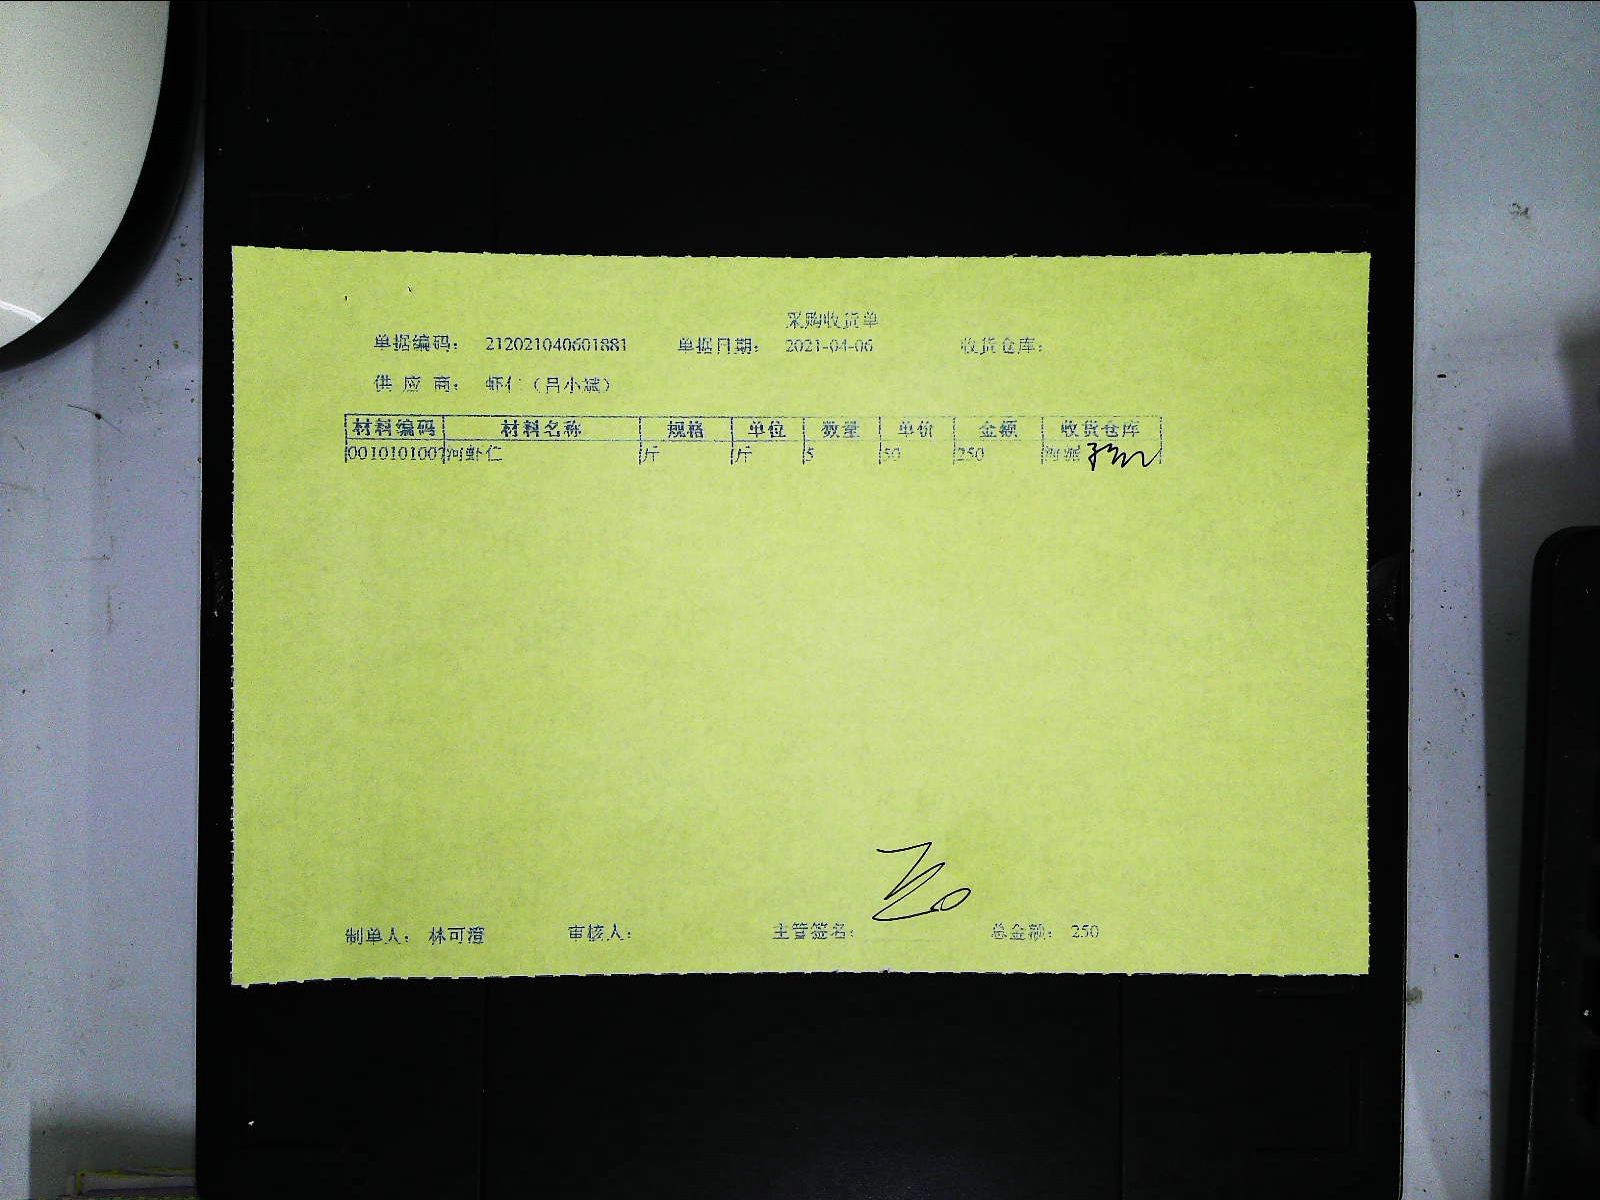 采购收货单
单据编码： 212021040601881 单据日期： 2021-04-06 收货仓库：
供 应 商： 虾仁（吕小斌）
材料编码 材料名称 规格 单位 数量 单价 金额 收货仓库
0010101007 河虾仁 斤 斤 5 50 250
制单人： 林可澄 审核人： 主管签名： 总金额： 250